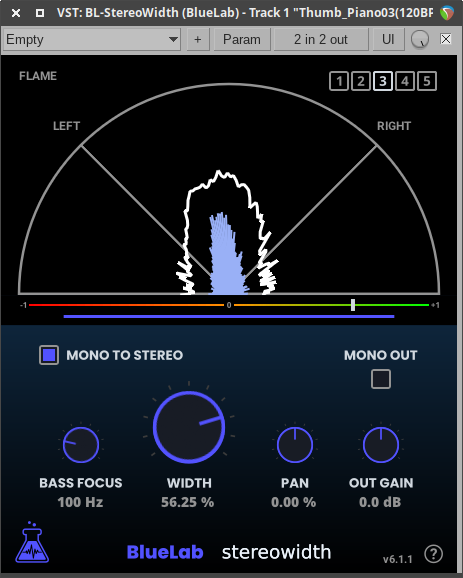 VST: BL-StereoWidth (BlueLab) - Track 1 "Thumb_Piano03(120BP
Empty + Param 2 in 2 out UI
FLAME 1 2 3 4 5
LEFT RIGHT
-1 0 +1
MONO TO STEREO MONO OUT
BASS FOCUS WIDTH PAN OUT GAIN
100 Hz 56.25 % 0.00 % 0.0 dB
BlueLab stereowidth v6.1.1 ?